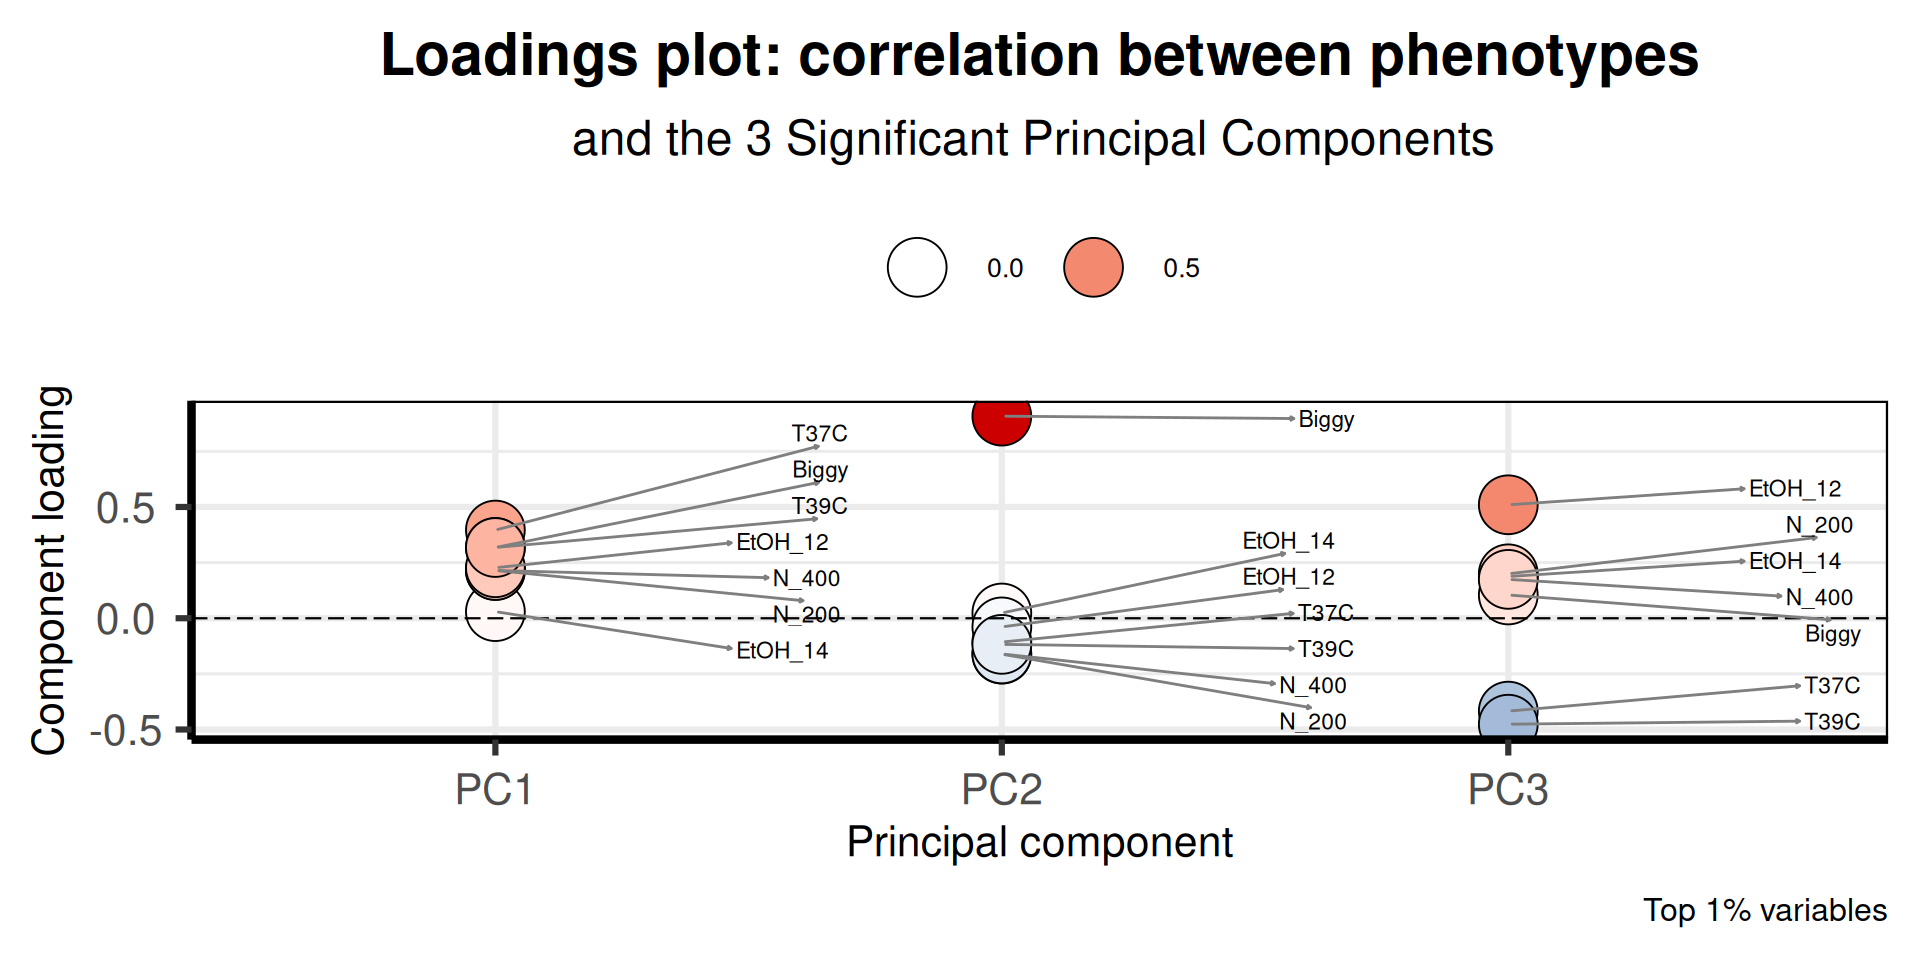 Loadings plot: correlation between phenotypes
and the 3 Significant Principal Components
0.0
0.5
Component loading
0.5
0.0
-0.5
T37C
Biggy
T39C
EtOH_12
N_400
N_200
EtOH_14
Biggy
EtOH_14
EtOH_12
T37C
T39C
N_400
N_200
EtOH_12
N_200
EtOH_14
N_400
Biggy
T37C
T39C
PC1
PC2
PC3
Principal component
Top 1% variables